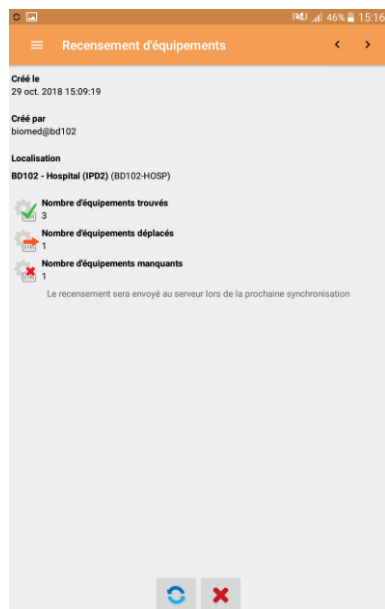 46% 15:16
Recensement d'équipements
Créé le
29 oct. 2018 15:09:19
Créé par
biomed@bd102
Localisation
BD102 - Hospital (IPD2) (BD102-HOSP)
Nombre d'équipements trouvés
3
Nombre d'équipements déplacés
1
Nombre d'équipements manquants
1
Le recensement sera envoyé au serveur lors de la prochaine synchronisation